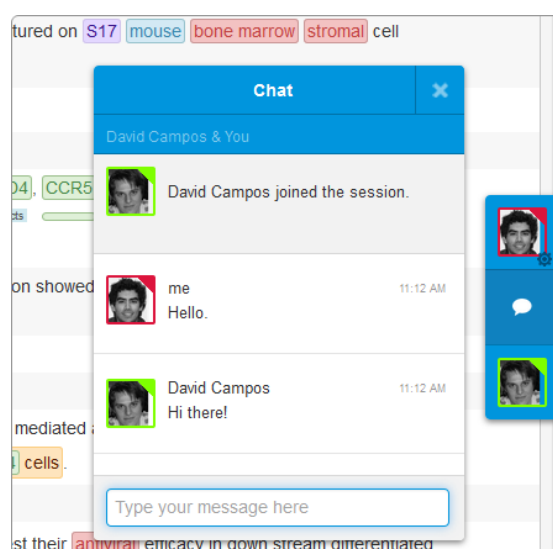 tured on S17 mouse bone marrow stromal cell
Chat
David Campos & You
David Campos joined the session.
04, CCR5
on showed
me 11:12 AM
Hello.
David Campos 11:12 AM
Hi there!
mediated
cells.
Type your message here
st their antiviral efficacy in down stream differentiated